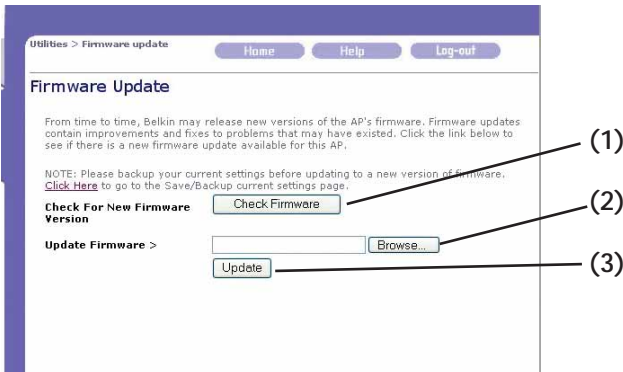 Utilities > Firmware update
Home Help Log-out
Firmware Update
From time to time, Belkin may release new versions of the AP's firmware. Firmware updates
contain improvements and fixes to problems that may have existed. Click the link below to
see if there is a new firmware update available for this AP.
NOTE: Please backup your current settings before updating to a new version of firmware.
Click Here to go to the Save/Backup current settings page.
Check For New Firmware
Version
Check Firmware
(1)
Update Firmware >
Browse...
(2)
Update
(3)